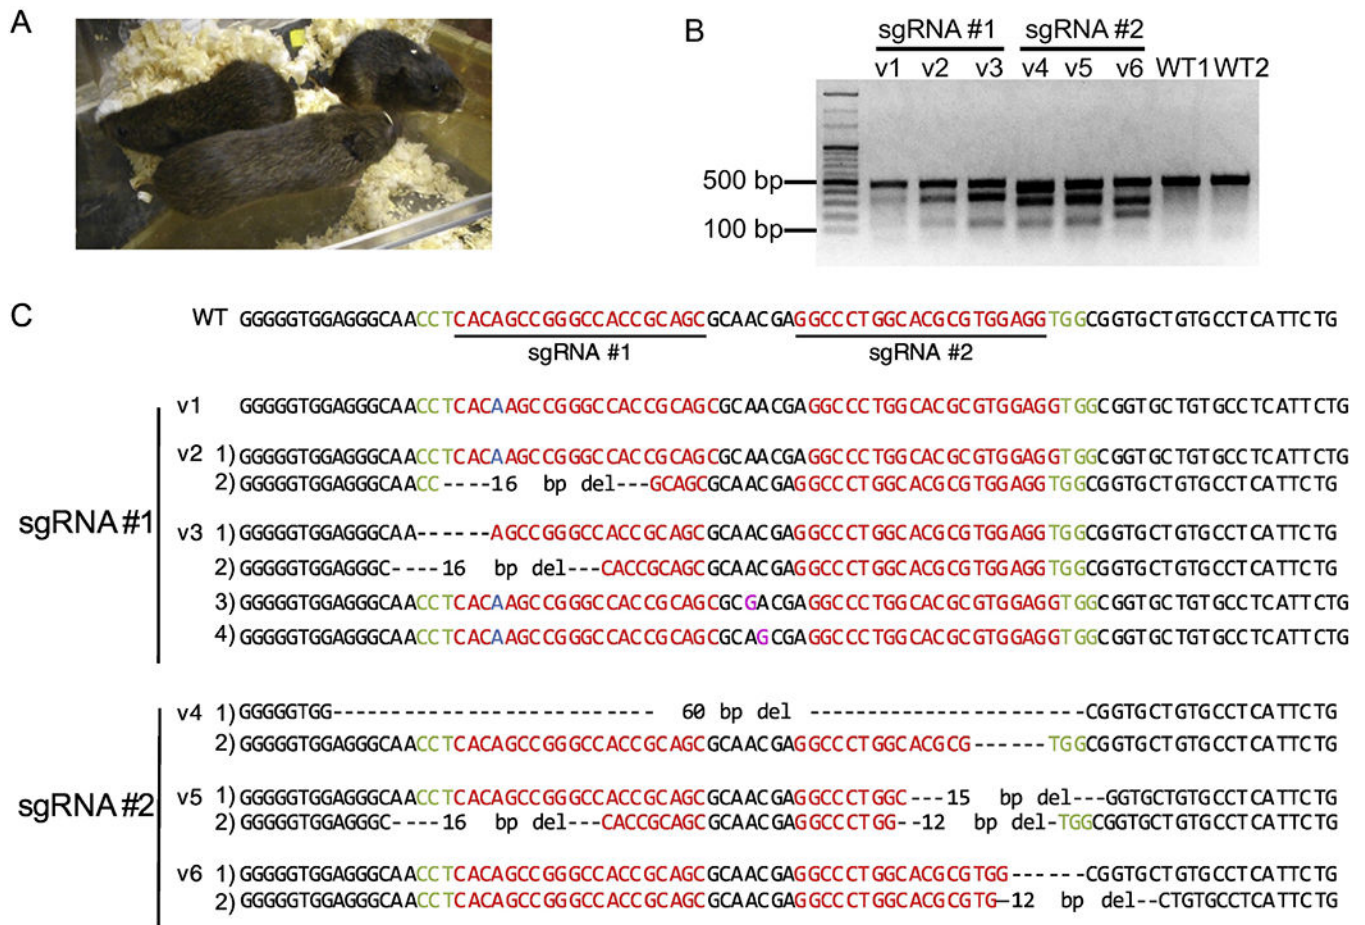 A
B
sgRNA #1 sgRNA #2
v1 v2 v3 v4 v5 v6 WT1 WT2
500 bp
100 bp
C
WT GGGGGTGGAGGGCAACCTCACAGCCGGGCCACCGCAGCGCAACGAGGCCCTGGCACGCGTGGAGGTGGCGGTGCTGTGCCTCATTCTG
sgRNA #1 sgRNA #2
v1 GGGGGTGGAGGGCAACCTCACAAGCCGGGCCACCGCAGCGCAACGAGGCCCTGGCACGCGTGGAGGTGGCGGTGCTGTGCCTCATTCTG
v2 1)GGGGGTGGAGGGCAACCTCACAAGCCGGGCCACCGCAGCGCAACGAGGCCCTGGCACGCGTGGAGGTGGCGGTGCTGTGCCTCATTCTG
2)GGGGGTGGAGGGCAACC----16 bp del---GCAGCGCAACGAGGCCCTGGCACGCGTGGAGGTGGCGGTGCTGTGCCTCATTCTG
sgRNA #1
v3 1)GGGGGTGGAGGGCAA------AGCCGGGCCACCGCAGCGCAACGAGGCCCTGGCACGCGTGGAGGTGGCGGTGCTGTGCCTCATTCTG
2)GGGGGTGGAGGGC----16 bp del---CACCGCAGCGCAACGAGGCCCTGGCACGCGTGGAGGTGGCGGTGCTGTGCCTCATTCTG
3)GGGGGTGGAGGGCAACCTCACAAGCCGGGCCACCGCAGCGCGACGAGGCCCTGGCACGCGTGGAGGTGGCGGTGCTGTGCCTCATTCTG
4)GGGGGTGGAGGGCAACCTCACAAGCCGGGCCACCGCAGCGCAGCGAGGCCCTGGCACGCGTGGAGGTGGCGGTGCTGTGCCTCATTCTG
v4 1)GGGGGTGG-------------------------- 60 bp del ----------------------CGGTGCTGTGCCTCATTCTG
2)GGGGGTGGAGGGCAACCTCACAGCCGGGCCACCGCAGCGCAACGAGGCCCTGGCACGCG------TGGCGGTGCTGTGCCTCATTCTG
sgRNA #2
v5 1)GGGGGTGGAGGGCAACCTCACAGCCGGGCCACCGCAGCGCAACGAGGCCCTGGC---15 bp del---GGTGCTGTGCCTCATTCTG
2)GGGGGTGGAGGGC----16 bp del---CACCGCAGCGCAACGAGGCCCTGG--12 bp del-TGGCGGTGCTGTGCCTCATTCTG
v6 1)GGGGGTGGAGGGCAACCTCACAGCCGGGCCACCGCAGCGCAACGAGGCCCTGGCACGCGTGG------CGGTGCTGTGCCTCATTCTG
2)GGGGGTGGAGGGCAACCTCACAGCCGGGCCACCGCAGCGCAACGAGGCCCTGGCACGCGTG—12 bp del--CTGTGCCTCATTCTG